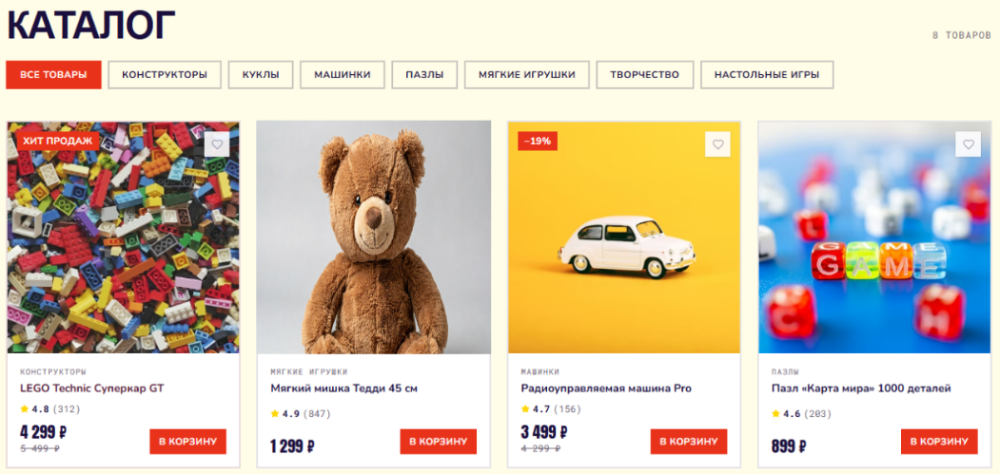 КАТАЛОГ
8 ТОВАРОВ
ВСЕ ТОВАРЫ
КОНСТРУКТОРЫ
КУКЛЫ
МАШИНКИ
ПАЗЛЫ
МЯГКИЕ ИГРУШКИ
ТВОРЧЕСТВО
НАСТОЛЬНЫЕ ИГРЫ
ХИТ ПРОДАЖ
КОНСТРУКТОРЫ
LEGO Technic Суперкар GT
4.8 (312)
4 299 ₽
5 499 ₽
В КОРЗИНУ
МЯГКИЕ ИГРУШКИ
Мягкий мишка Тедди 45 см
4.9 (847)
1 299 ₽
В КОРЗИНУ
−19%
МАШИНКИ
Радиоуправляемая машина Pro
4.7 (156)
3 499 ₽
4 299 ₽
В КОРЗИНУ
GAME
ПАЗЛЫ
Пазл «Карта мира» 1000 деталей
4.6 (203)
899 ₽
В КОРЗИНУ